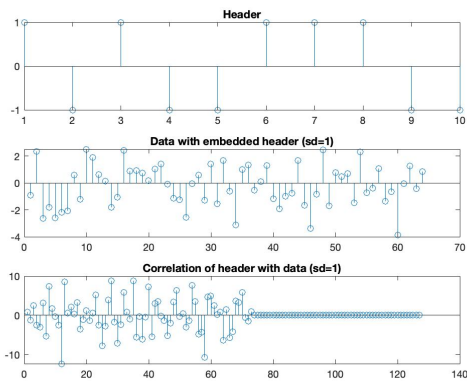 Header
1
0
-1
1 2 3 4 5 6 7 8 9 10
Data with embedded header (sd=1)
2
0
-2
-4
0 10 20 30 40 50 60 70
Correlation of header with data (sd=1)
10
0
-10
0 20 40 60 80 100 120 140